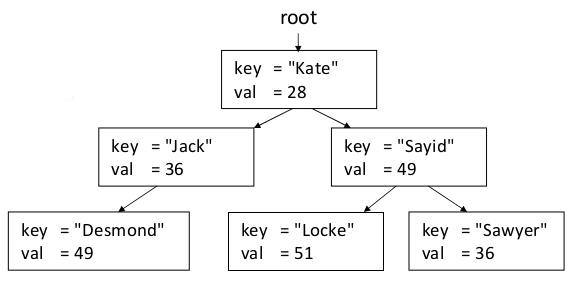 root
key = "Kate"
val = 28
key = "Jack"
val = 36
key = "Sayid"
val = 49
key = "Desmond"
val = 49
key = "Locke"
val = 51
key = "Sawyer"
val = 36